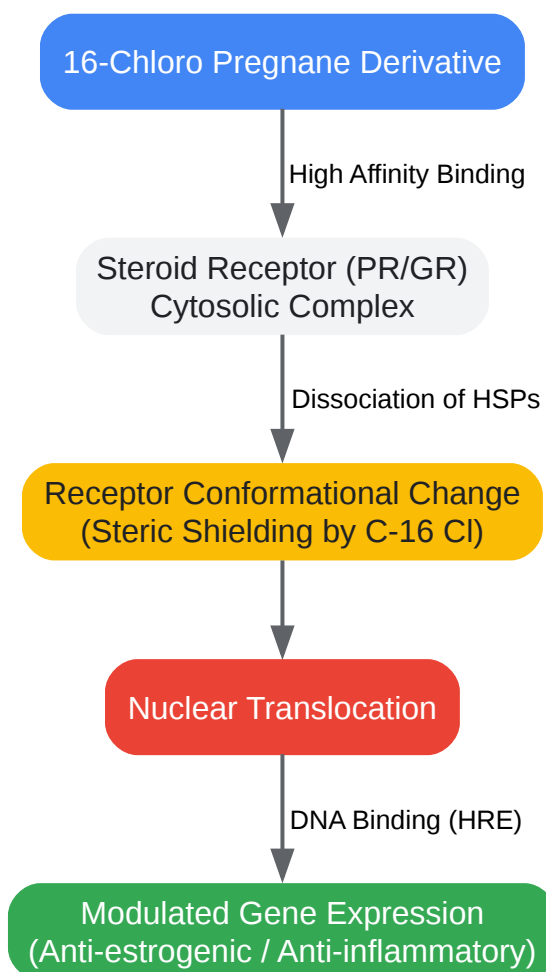 16-Chloro Pregnane Derivative
High Affinity Binding
Steroid Receptor (PR/GR)
Cytosolic Complex
Dissociation of HSPs
Receptor Conformational Change
(Steric Shielding by C-16 Cl)
Nuclear Translocation
DNA Binding (HRE)
Modulated Gene Expression
(Anti-estrogenic / Anti-inflammatory)